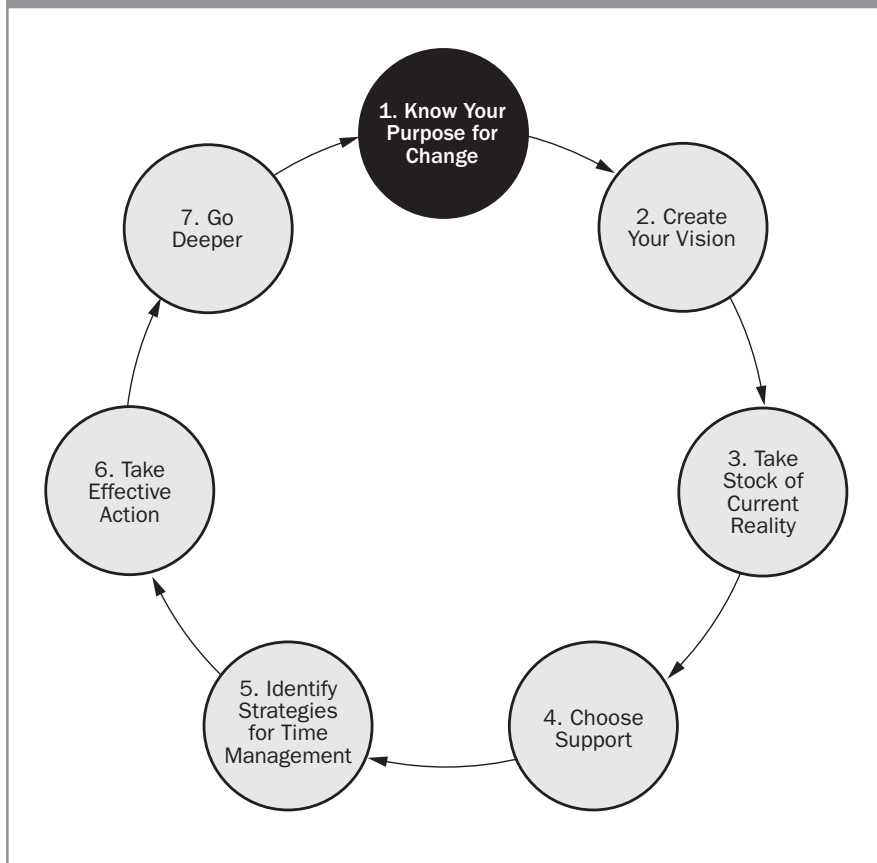 1. Know Your
Purpose for
Change
2. Create
Your Vision
3. Take
Stock of
Current
Reality
4. Choose
Support
5. Identify
Strategies
for Time
Management
6. Take
Effective
Action
7. Go
Deeper